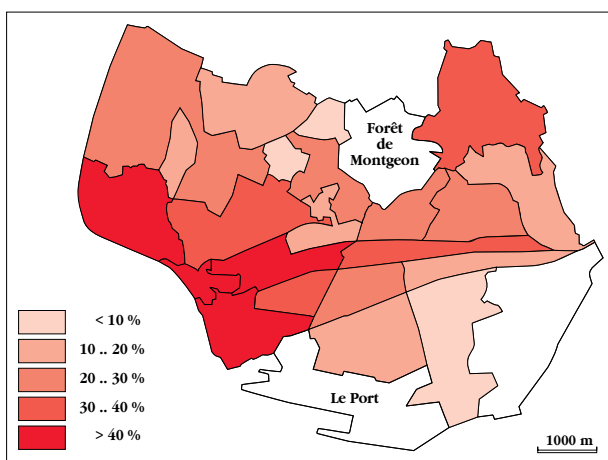 Forêt
de
Montgeon
< 10 %
10 .. 20 %
20 .. 30 %
30 .. 40 %
> 40 %
Le Port
1000 m